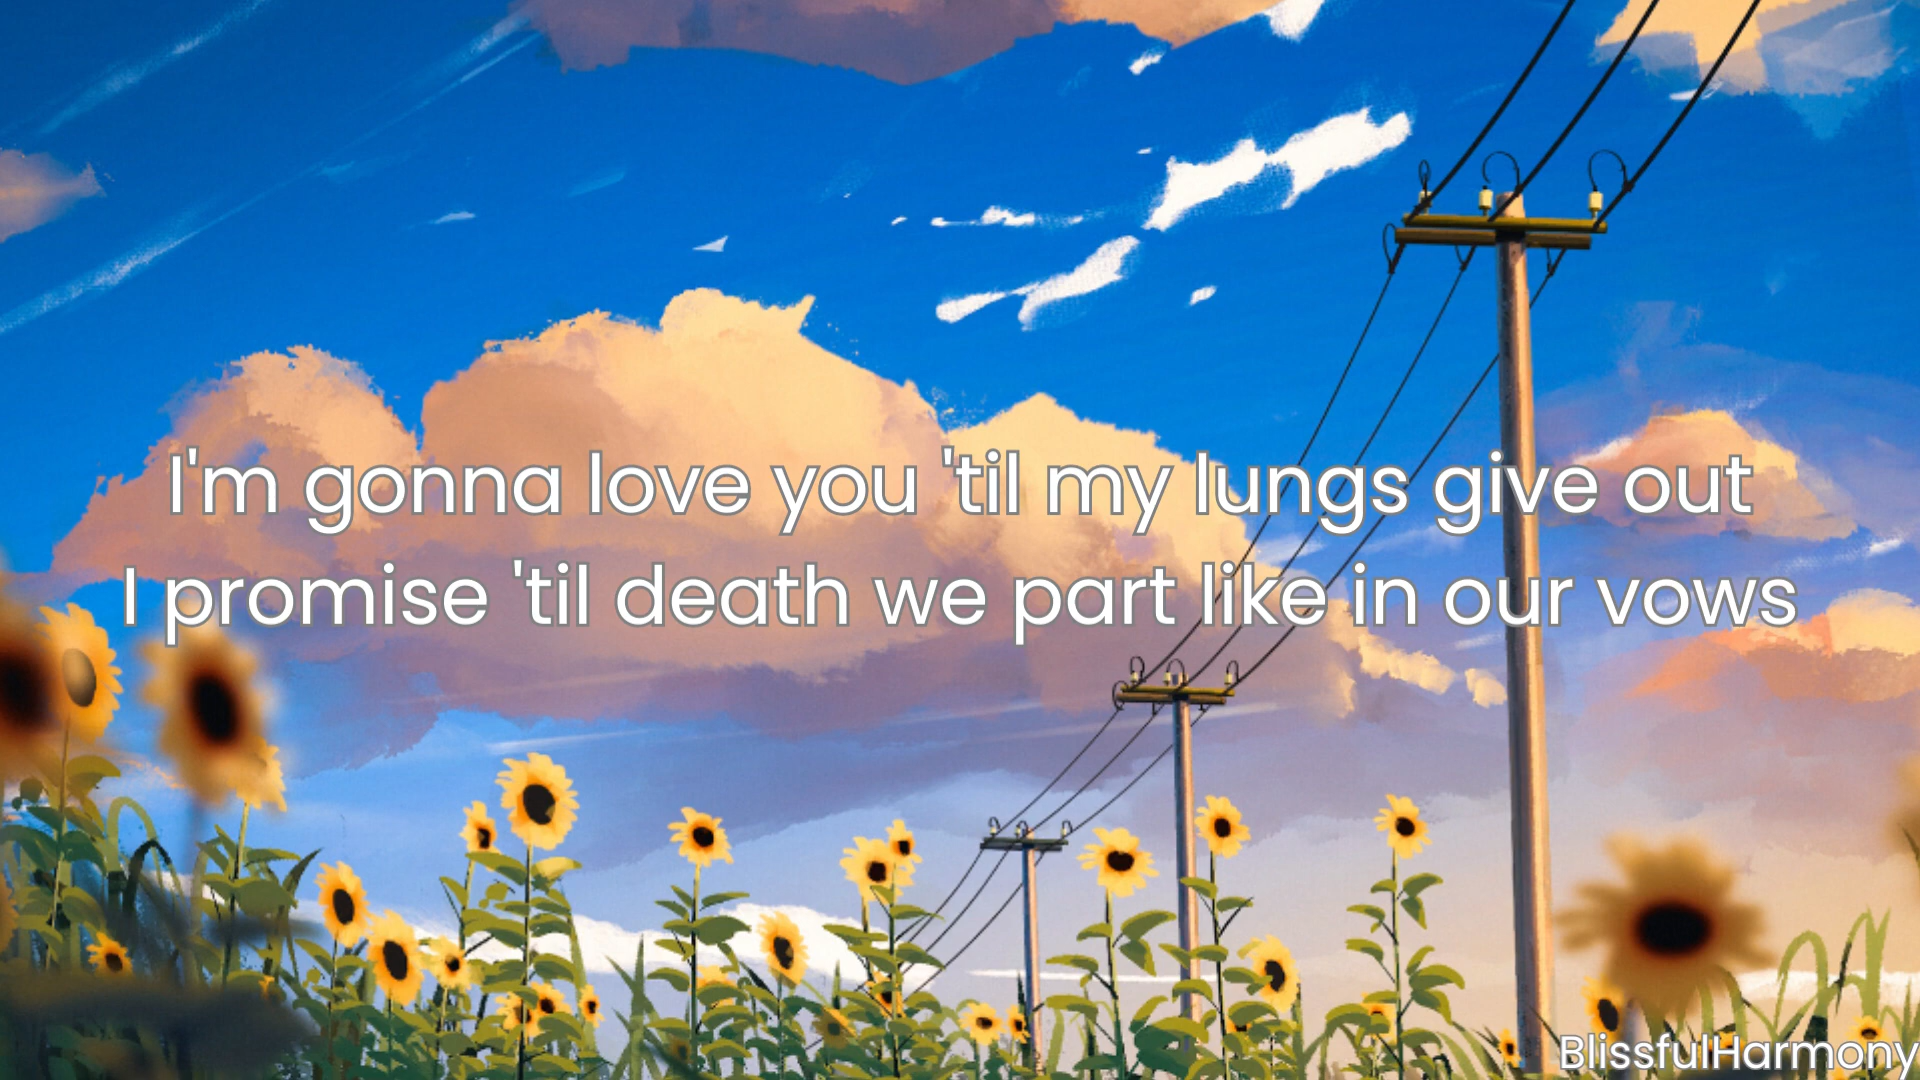 I'm gonna love you 'til my lungs give out
I promise 'til death we part like in our vows
BlissfulHarmony